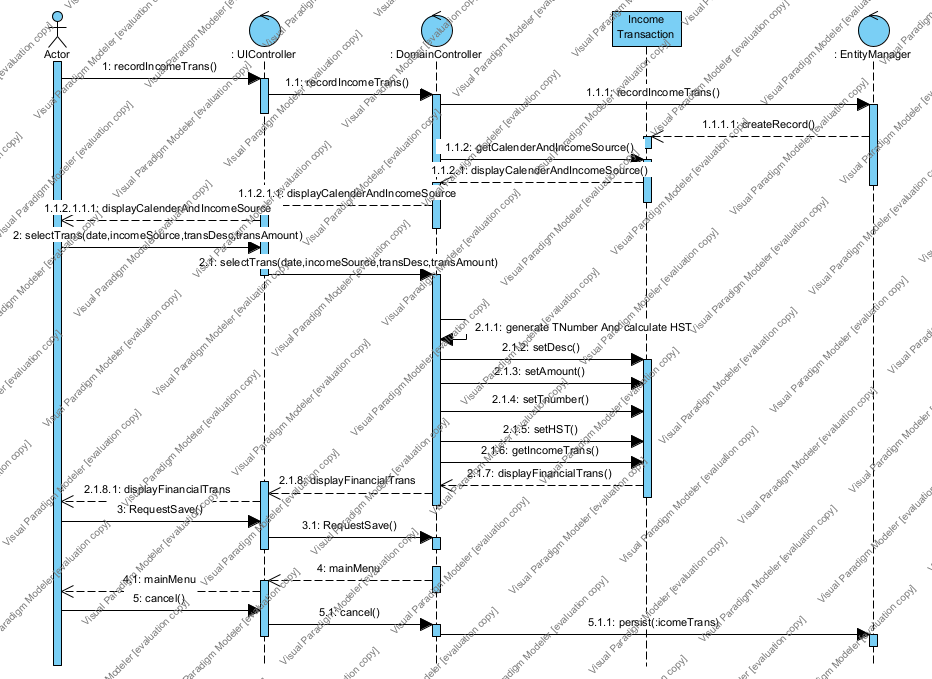 Income
Transaction
Actor
: UIController
: DomainController
: EntityManager
1: recordIncomeTrans()
1.1: recordIncomeTrans()
1.1.1: recordIncomeTrans()
1.1.1.1: createRecord()
1.1.2: getCalenderAndIncomeSource()
1.1.2.1: displayCalenderAndIncomeSource()
1.1.2.1.1: displayCalenderAndIncomeSource
1.1.2.1.1.1: displayCalenderAndIncomeSource
2: selectTrans(date,incomeSource,transDesc,transAmount)
2.1: selectTrans(date,incomeSource,transDesc,transAmount)
2.1.1: generate TNumber And calculate HST
2.1.2: setDesc()
2.1.3: setAmount()
2.1.4: setTnumber()
2.1.5: setHST()
2.1.6: getIncomeTrans()
2.1.7: displayFinancialTrans()
2.1.8: displayFinancialTrans
2.1.8.1: displayFinancialTrans
3: RequestSave()
3.1: RequestSave()
4: mainMenu
4.1: mainMenu
5: cancel()
5.1: cancel()
5.1.1: persist(:icomeTrans)
Visual Paradigm Modeler [evaluation copy]